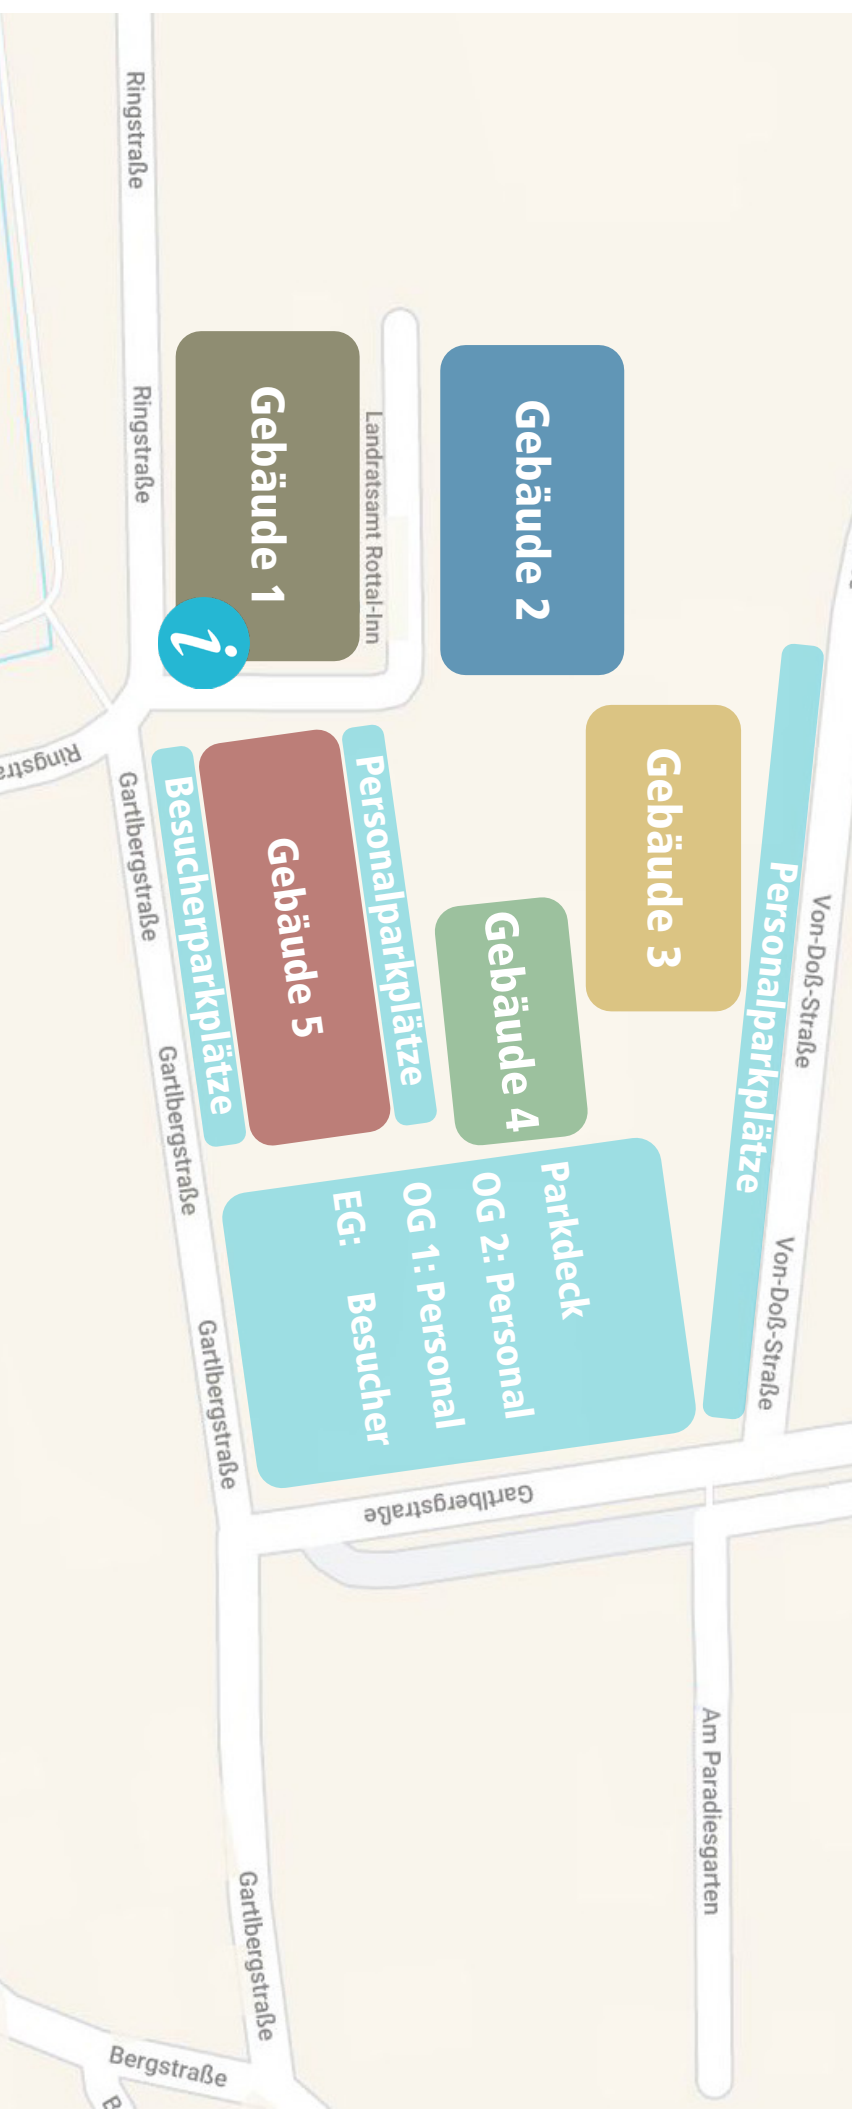 Ringstraße
Ringstraße
Gebäude 1
Landratsamt Rottal-Inn
Gebäude 2
i
Gebäude 3
Gebäude 4
Gebäude 5
Besucherparkplätze
Personalparkplätze
Personalparkplätze
Parkdeck
OG 2: Personal
OG 1: Personal
EG: Besucher
Ringstra
Gartlbergstraße
Gartlbergstraße
Gartlbergstraße
Gartlbergstraße
Gartlbergstraße
Von-Doß-Straße
Von-Doß-Straße
Am Paradiesgarten
Bergstraße
B